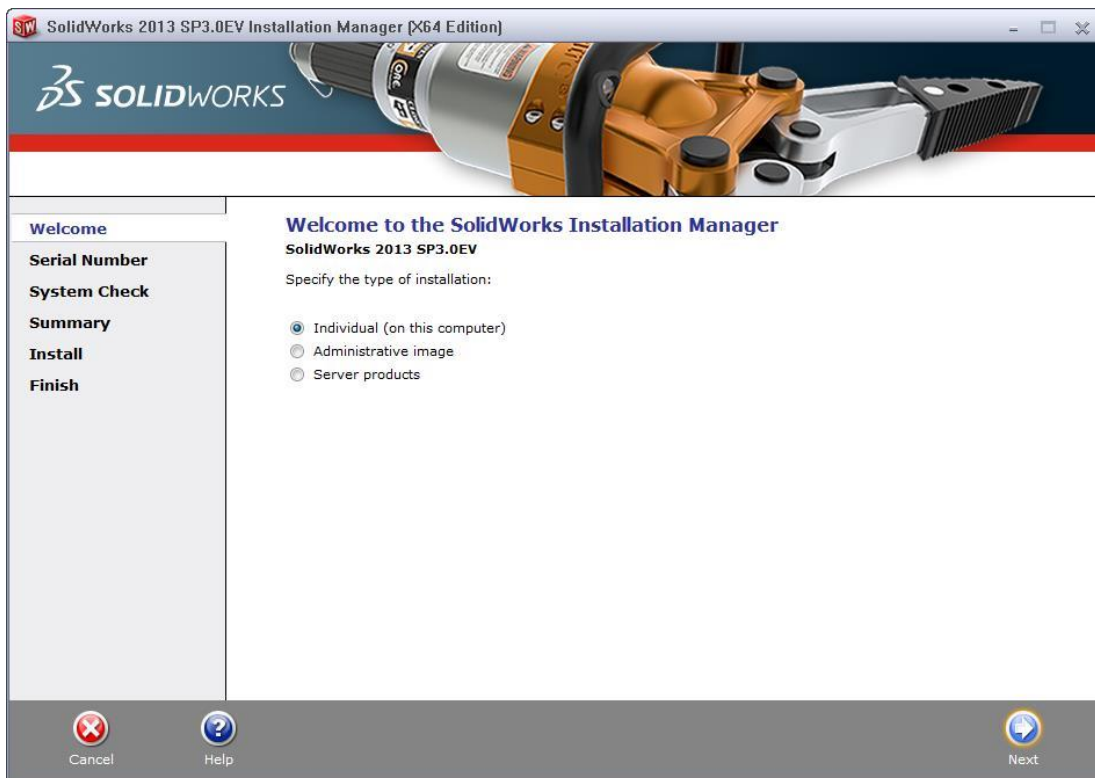 SolidWorks 2013 SP3.0EV Installation Manager (X64 Edition)
SOLIDWORKS
CORE
Welcome
Serial Number
System Check
Summary
Install
Finish
Welcome to the SolidWorks Installation Manager
SolidWorks 2013 SP3.0EV
Specify the type of installation:
Individual (on this computer)
Administrative image
Server products
Cancel
Help
Next